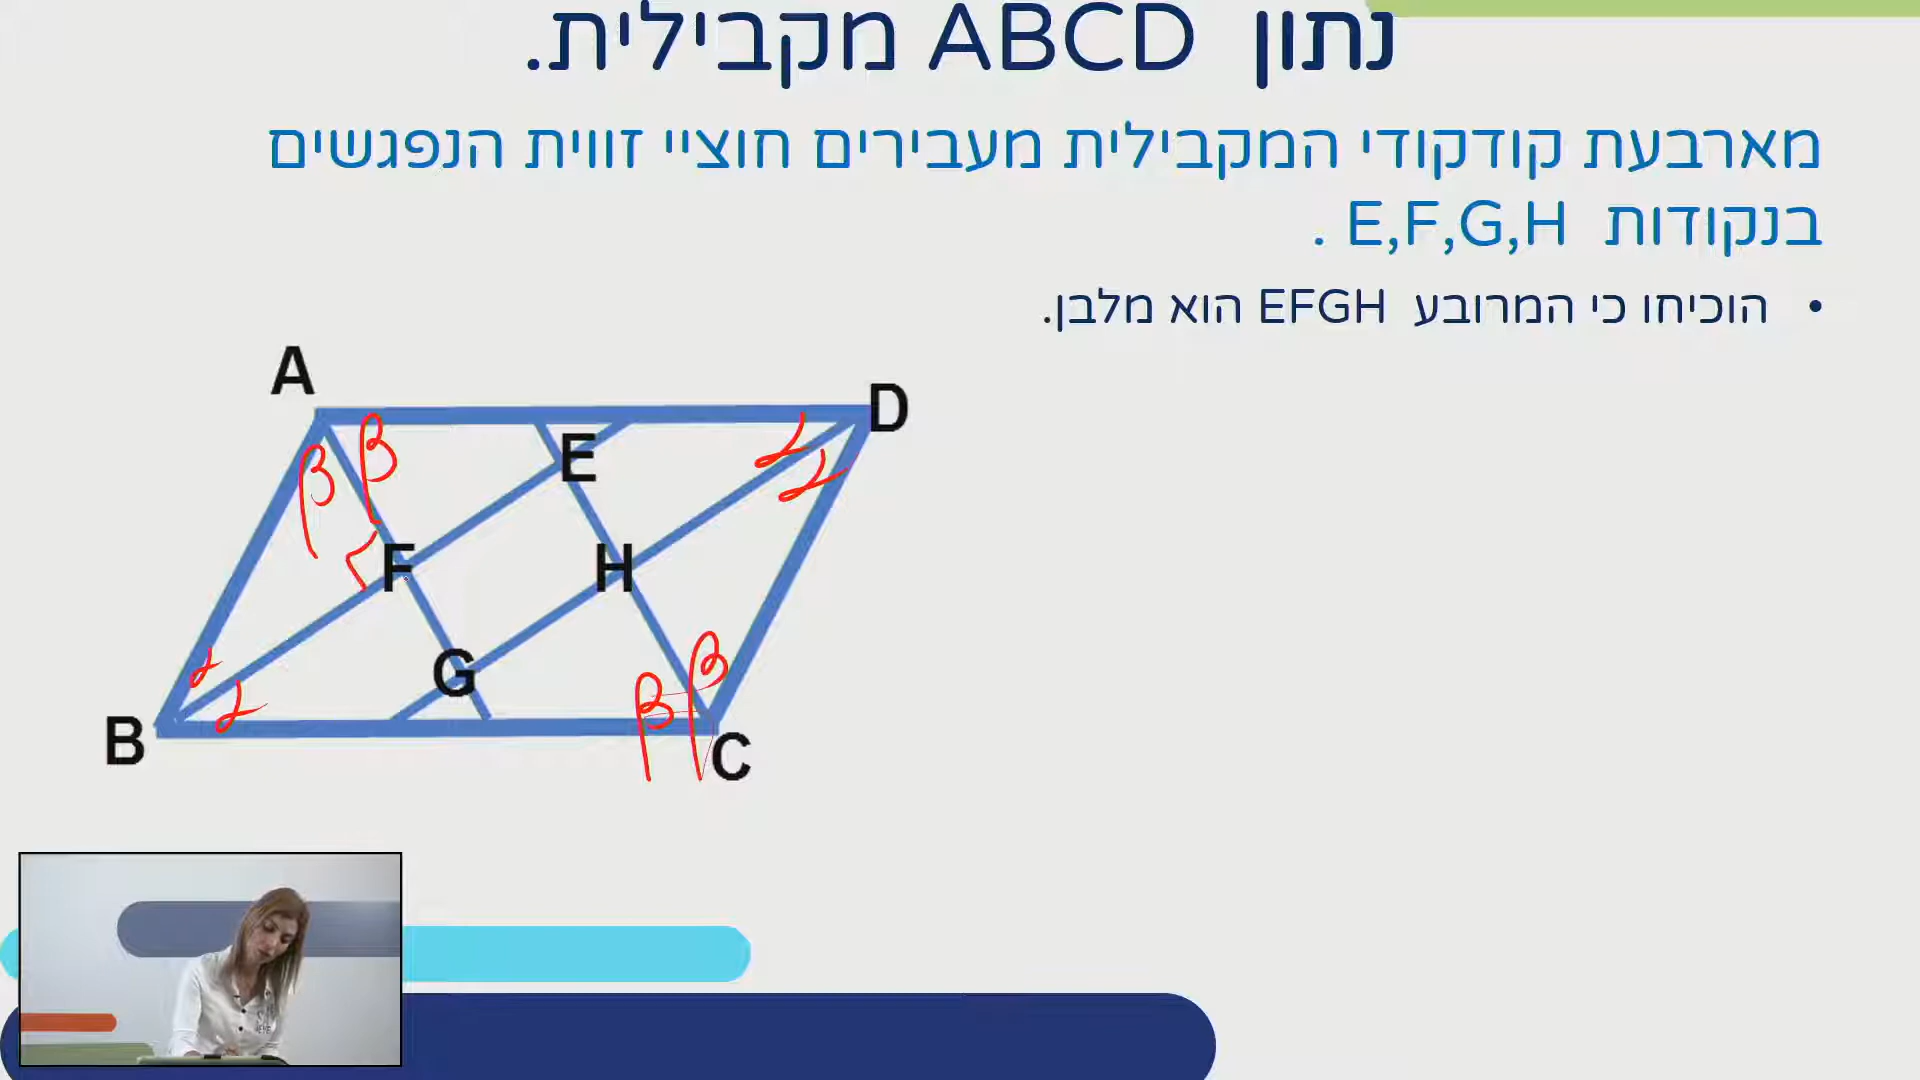 נתון ABCD מקבילית.
מארבעת קודקודי המקבילית מעבירים חוציי זווית הנפגשים
בנקודות E,F,G,H .
• הוכיחו כי המרובע EFGH הוא מלבן.
A
D
β
β
α
α
E
F
H
G
α
α
β
β
B
C